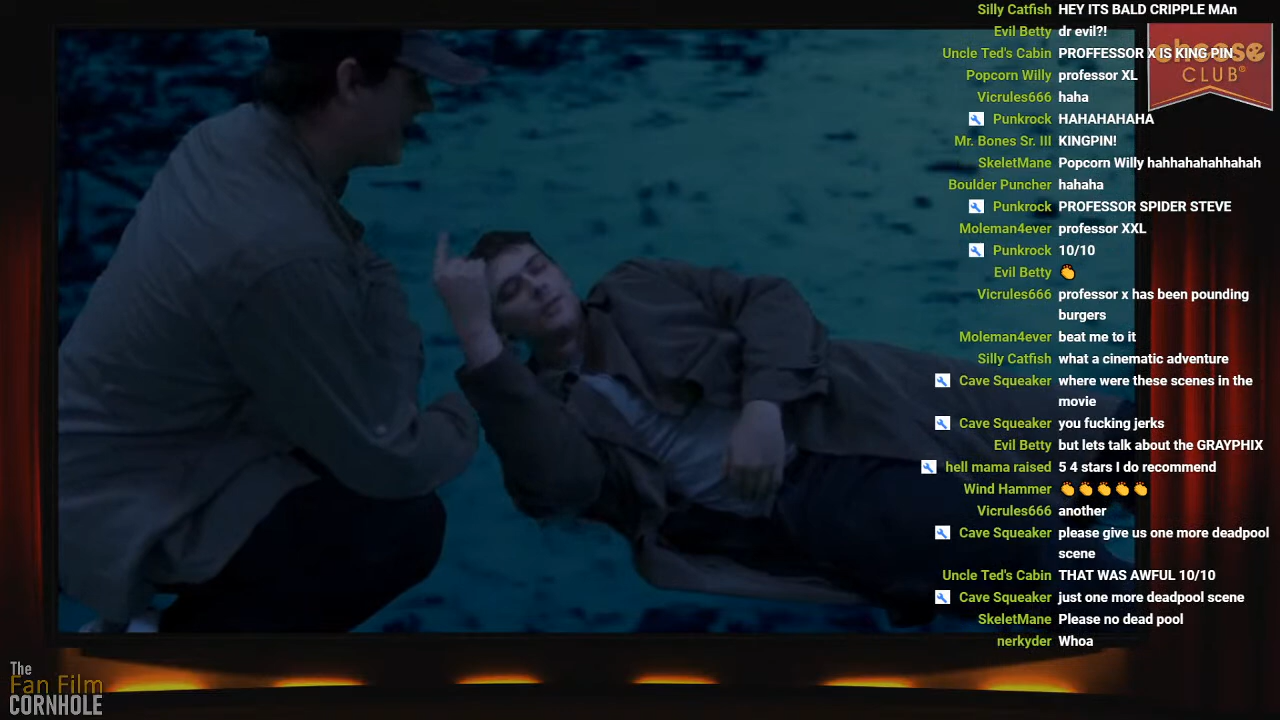 Silly Catfish HEY ITS BALD CRIPPLE MAn
Evil Betty dr evil?!
Uncle Ted's Cabin PROFFESSOR X IS KING PIN
cheese
CLUB®
Popcorn Willy professor XL
Vicrules666 haha
Punkrock HAHAHAHAHA
Mr. Bones Sr. III KINGPIN!
SkeletMane Popcorn Willy hahhahahahhahah
Boulder Puncher hahaha
Punkrock PROFESSOR SPIDER STEVE
Moleman4ever professor XXL
Punkrock 10/10
Evil Betty 👏
Vicrules666 professor x has been pounding
burgers
Moleman4ever beat me to it
Silly Catfish what a cinematic adventure
Cave Squeaker where were these scenes in the
movie
Cave Squeaker you fucking jerks
Evil Betty but lets talk about the GRAYPHIX
hell mama raised 5 4 stars I do recommend
Wind Hammer 👏👏👏👏👏
Vicrules666 another
Cave Squeaker please give us one more deadpool
scene
Uncle Ted's Cabin THAT WAS AWFUL 10/10
Cave Squeaker just one more deadpool scene
SkeletMane Please no dead pool
nerkyder Whoa
The
Fan Film
CORNHOLE